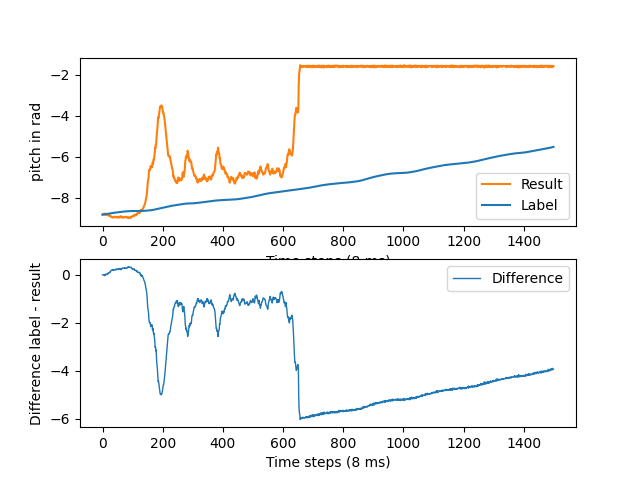 pitch in rad
−2
−4
−6
−8
Result
Label
0 200 400 600 800 1000 1200 1400
Time steps (8 ms)
Difference label - result
0
−2
−4
−6
Difference
0 200 400 600 800 1000 1200 1400
Time steps (8 ms)